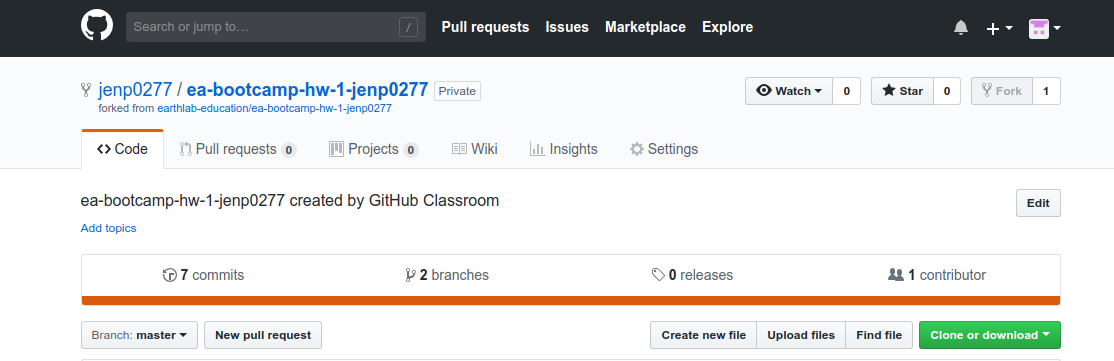 Search or jump to... / Pull requests Issues Marketplace Explore
jenp0277 / ea-bootcamp-hw-1-jenp0277 Private Watch 0 Star 0 Fork 1
forked from earthlab-education/ea-bootcamp-hw-1-jenp0277
Code Pull requests 0 Projects 0 Wiki Insights Settings
ea-bootcamp-hw-1-jenp0277 created by GitHub Classroom Edit
Add topics
7 commits 2 branches 0 releases 1 contributor
Branch: master New pull request Create new file Upload files Find file Clone or download